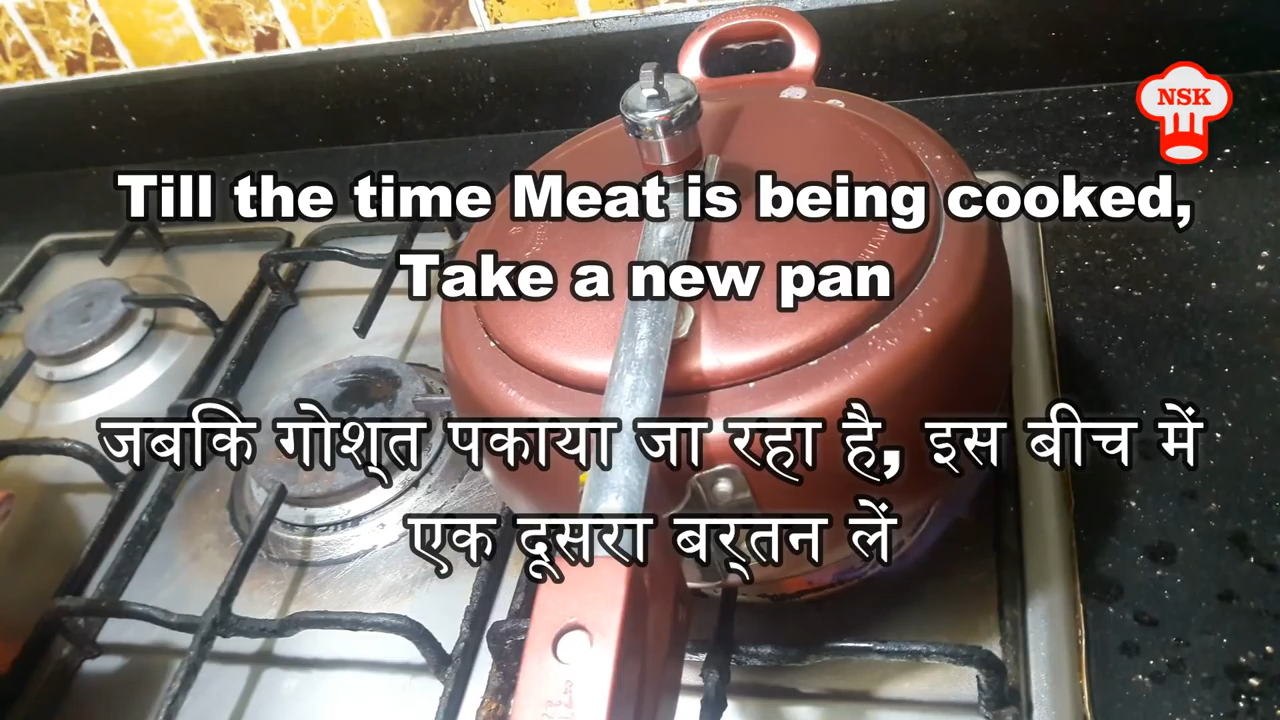 NSK
Till the time Meat is being cooked,
Take a new pan
जबकि गोश्त पकाया जा रहा है, इस बीच में
एक दूसरा बर्तन लें